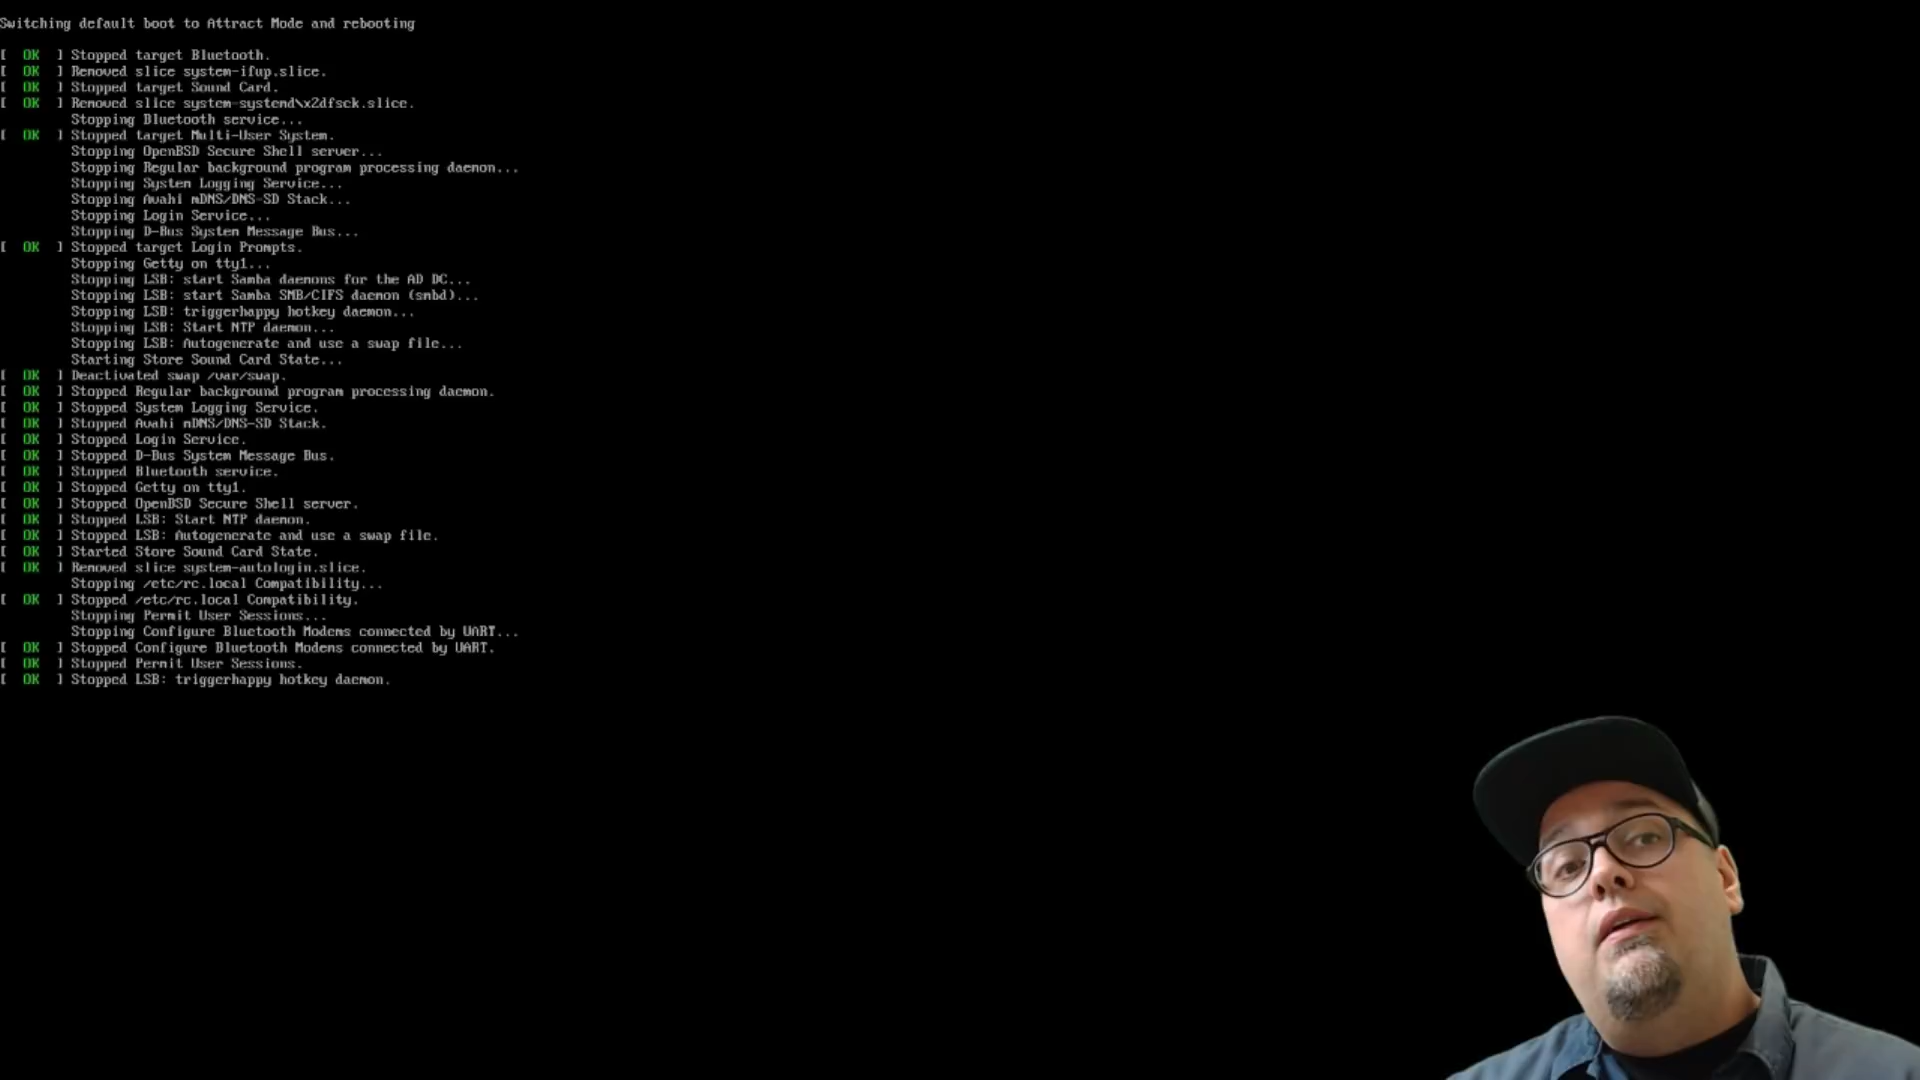 Switching default boot to Attract Mode and rebooting
[  OK  ] Stopped target Bluetooth.
[  OK  ] Removed slice system-ifup.slice.
[  OK  ] Stopped target Sound Card.
[  OK  ] Removed slice system-systemd\x2dfsck.slice.
Stopping Bluetooth service...
[  OK  ] Stopped target Multi-User System.
Stopping OpenBSD Secure Shell server...
Stopping Regular background program processing daemon...
Stopping System Logging Service...
Stopping Avahi mDNS/DNS-SD Stack...
Stopping Login Service...
Stopping D-Bus System Message Bus...
[  OK  ] Stopped target Login Prompts.
Stopping Getty on tty1...
Stopping LSB: start Samba daemons for the AD DC...
Stopping LSB: start Samba SMB/CIFS daemon (smbd)...
Stopping LSB: triggerhappy hotkey daemon...
Stopping LSB: Start NTP daemon...
Stopping LSB: Autogenerate and use a swap file...
Starting Store Sound Card State...
[  OK  ] Deactivated swap /var/swap.
[  OK  ] Stopped Regular background program processing daemon.
[  OK  ] Stopped System Logging Service.
[  OK  ] Stopped Avahi mDNS/DNS-SD Stack.
[  OK  ] Stopped Login Service.
[  OK  ] Stopped D-Bus System Message Bus.
[  OK  ] Stopped Bluetooth service.
[  OK  ] Stopped Getty on tty1.
[  OK  ] Stopped OpenBSD Secure Shell server.
[  OK  ] Stopped LSB: Start NTP daemon.
[  OK  ] Stopped LSB: Autogenerate and use a swap file.
[  OK  ] Started Store Sound Card State.
[  OK  ] Removed slice system-autologin.slice.
Stopping /etc/rc.local Compatibility...
[  OK  ] Stopped /etc/rc.local Compatibility.
Stopping Permit User Sessions...
Stopping Configure Bluetooth Modems connected by UART...
[  OK  ] Stopped Configure Bluetooth Modems connected by UART.
[  OK  ] Stopped Permit User Sessions.
[  OK  ] Stopped LSB: triggerhappy hotkey daemon.